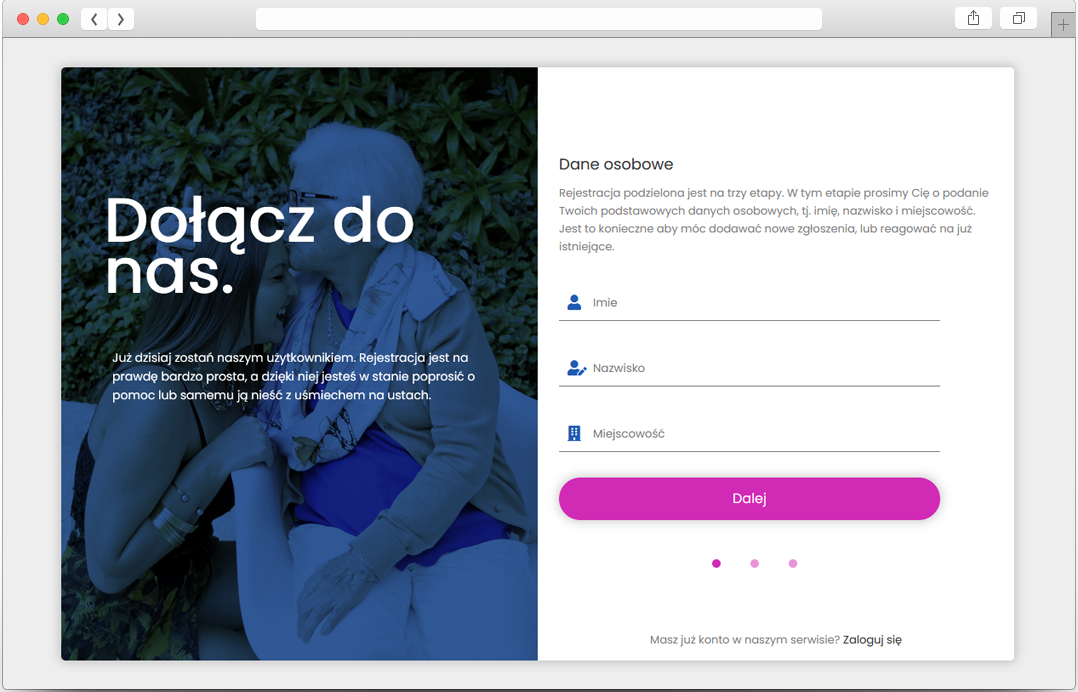 Dołącz do
nas.
Już dzisiaj zostań naszym użytkownikiem. Rejestracja jest na
prawdę bardzo prosta, a dzięki niej jesteś w stanie poprosić o
pomoc lub samemu ją nieść z uśmiechem na ustach.
Dane osobowe
Rejestracja podzielona jest na trzy etapy. W tym etapie prosimy Cię o podanie
Twoich podstawowych danych osobowych, tj. imię, nazwisko i miejscowość.
Jest to konieczne aby móc dodawać nowe zgłoszenia, lub reagować na już
istniejące.
Imie
Nazwisko
Miejscowość
Dalej
Masz już konto w naszym serwisie? Zaloguj się